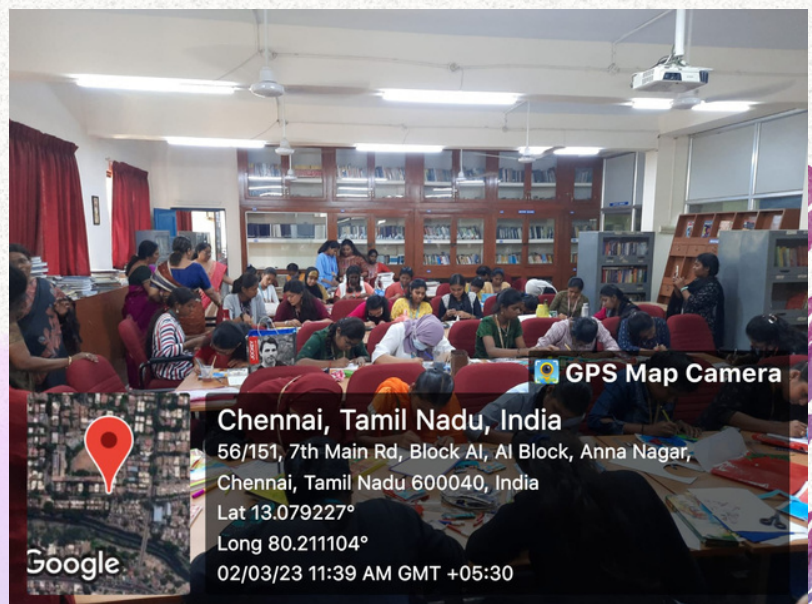 GPS Map Camera
Chennai, Tamil Nadu, India
56/151, 7th Main Rd, Block AI, AI Block, Anna Nagar,
Chennai, Tamil Nadu 600040, India
Lat 13.079227°
Long 80.211104°
02/03/23 11:39 AM GMT +05:30
Google